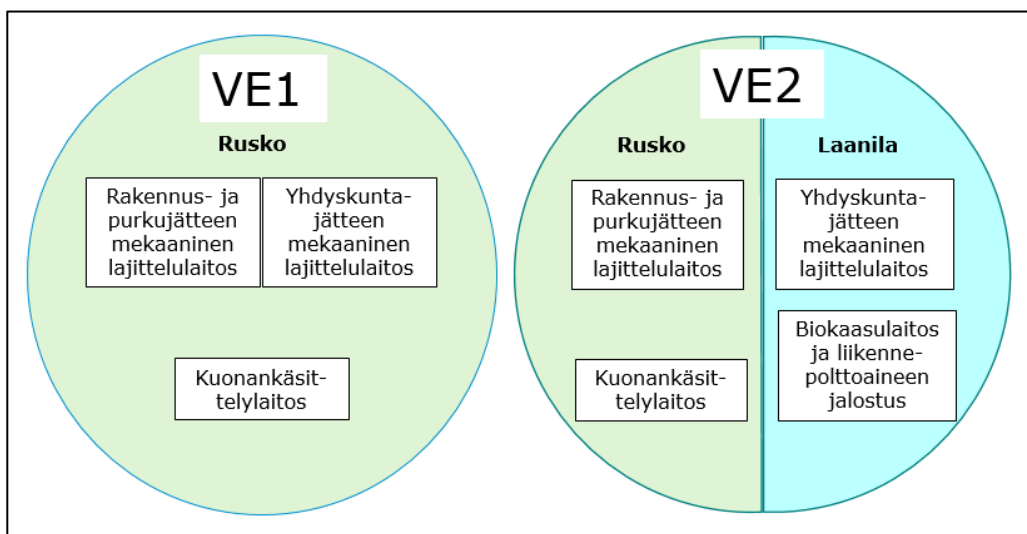 VE1
Rusko
Rakennus- ja
purkujätteen
mekaaninen
lajittelulaitos
Yhdyskunta-
jätteen
mekaaninen
lajittelulaitos
Kuonankäsit-
telylaitos
VE2
Rusko
Rakennus- ja
purkujätteen
mekaaninen
lajittelulaitos
Kuonankäsit-
telylaitos
Laanila
Yhdyskunta-
jätteen
mekaaninen
lajittelulaitos
Biokaasulaitos
ja liikenne-
polttoaineen
jalostus